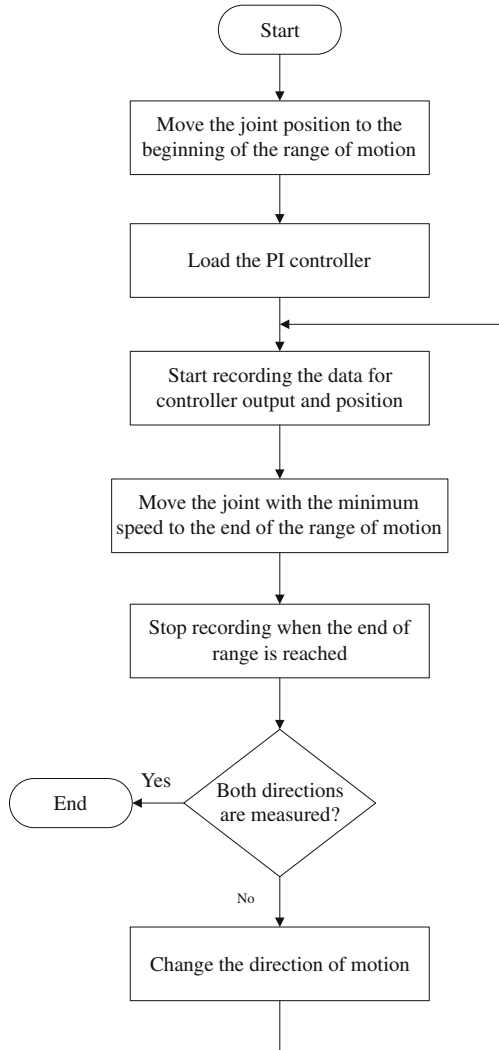 Start
Move the joint position to the
beginning of the range of motion
Load the PI controller
Start recording the data for
controller output and position
Move the joint with the minimum
speed to the end of the range of motion
Stop recording when the end of
range is reached
Yes
Both directions
are measured?
End
No
Change the direction of motion